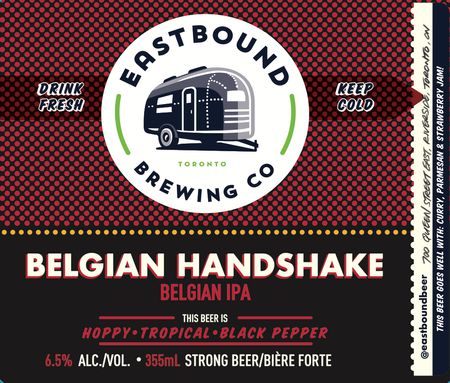 EASTBOUND
DRINK FRESH
KEEP COLD
TORONTO
BREWING CO
BELGIAN HANDSHAKE
BELGIAN IPA
THIS BEER IS
HOPPY•TROPICAL•BLACK PEPPER
6.5% ALC./VOL. • 355mL STRONG BEER/BIÈRE FORTE
@eastboundbeer 700 QUEEN STREET EAST, RIVERSIDE, TORONTO, ON
THIS BEER GOES WELL WITH: CURRY, PARMESAN & STRAWBERRY JAM!